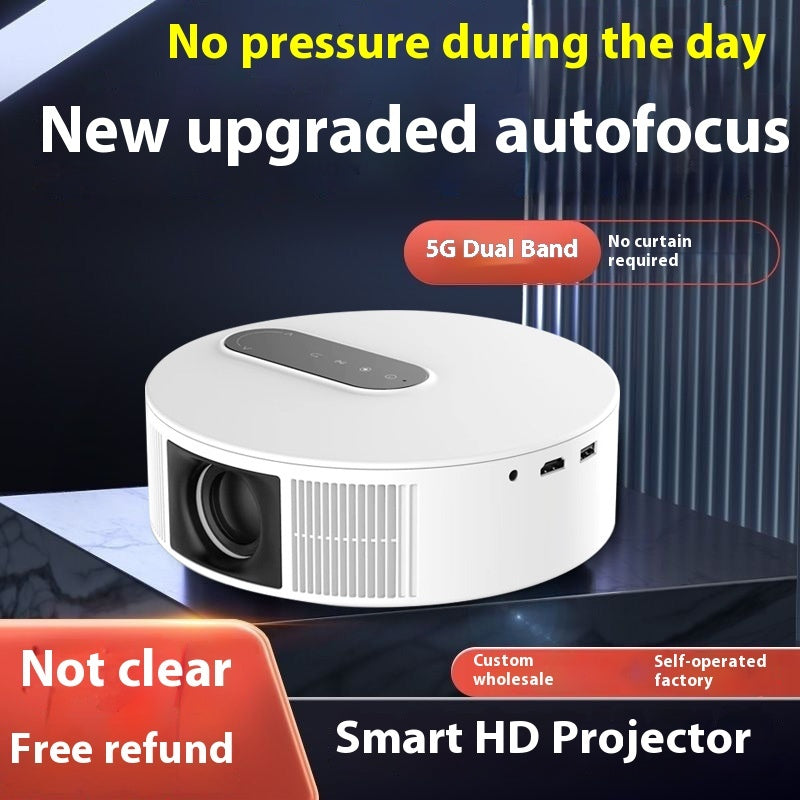 No pressure during the day
New upgraded autofocus
5G Dual Band
No curtain
required
Custom
wholesale
Self-operated
factory
Not clear
Free refund
Smart HD Projector